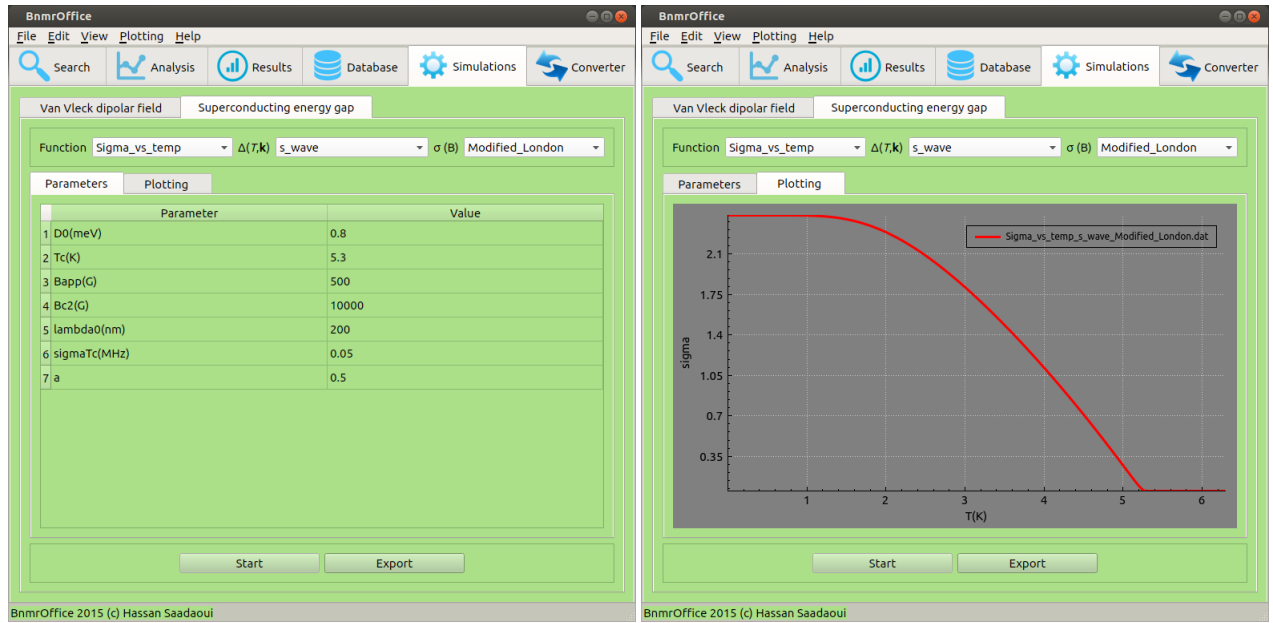 BnmrOffice
File Edit View Plotting Help
Search Analysis Results Database Simulations Converter
Van Vleck dipolar field Superconducting energy gap
Function Sigma_vs_temp Δ(T,k) s_wave σ (B) Modified_London
Parameters Plotting
Parameter Value
1 D0(meV) 0.8
2 Tc(K) 5.3
3 Bapp(G) 500
4 Bc2(G) 10000
5 lambda0(nm) 200
6 sigmaTc(MHz) 0.05
7 a 0.5
Start Export
BnmrOffice 2015 (c) Hassan Saadaoui
BnmrOffice
File Edit View Plotting Help
Search Analysis Results Database Simulations Converter
Van Vleck dipolar field Superconducting energy gap
Function Sigma_vs_temp Δ(T,k) s_wave σ (B) Modified_London
Parameters Plotting
Sigma_vs_temp_s_wave_Modified_London.dat
2.1
1.75
1.4
sigma
1.05
0.7
0.35
1 2 3 4 5 6
T(K)
Start Export
BnmrOffice 2015 (c) Hassan Saadaoui